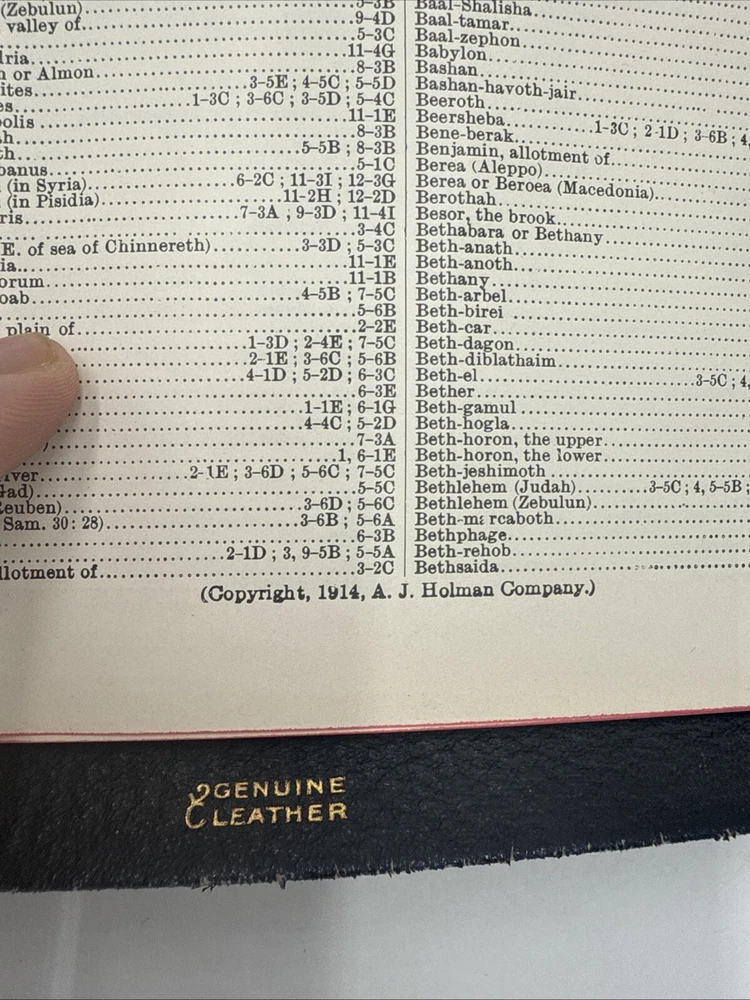 (Zebulun)..........5-3B
valley of..........9-4D
..........5-3C
dria..........11-4G
n or Almon..........8-3B
ites..........3-5E; 4-5C; 5-5D
es..........1-3C; 3-6C; 3-5D; 5-4C
polis..........11-1E
h..........8-3B
th..........5-5B; 8-3B
banus..........5-1C
(in Syria)..........6-2C; 11-3I; 12-3G
(in Pisidia)..........11-2H; 12-2D
ris..........7-3A; 9-3D; 11-4I
..........3-4C
E. of sea of Chinnereth)..........3-3D; 5-3C
ia..........11-1E
orum..........11-1B
oab..........4-5B; 7-5C
..........5-6B
plain of..........2-2E
..........1-3D; 2-4E; 7-5C
..........2-1E; 3-6C; 5-6B
..........4-1D; 5-2D; 6-3C
..........6-3E
..........1-1E; 6-1G
..........4-4C; 5-2D
)..........7-3A
..........1, 6-1E
iver..........2-1E; 3-6D; 5-6C; 7-5C
Gad)..........5-5C
Reuben)..........3-6D; 5-6C
Sam. 30: 28)..........3-6B; 5-6A
..........6-3B
..........2-1D; 3, 9-5B; 5-5A
llotment of..........3-2C
Baal-Shalisha
Baal-tamar
Baal-zephon
Babylon
Bashan
Bashan-havoth-jair
Beeroth
Beersheba..........1-3C; 2-1D; 3-6B; 4,
Bene-berak
Benjamin, allotment of
Berea (Aleppo)
Berea or Beroea (Macedonia)
Berothah
Besor, the brook
Bethabara or Bethany
Beth-anath
Beth-anoth
Bethany
Beth-arbel
Beth-birei
Beth-car
Beth-dagon
Beth-diblathaim
Beth-el..........3-5C; 4,
Bether
Beth-gamul
Beth-hogla
Beth-horon, the upper
Beth-horon, the lower
Beth-jeshimoth
Bethlehem (Judah)..........3-5C; 4, 5-5B;
Bethlehem (Zebulun)
Beth-marcaboth
Bethphage
Beth-rehob
Bethsaida
(Copyright, 1914, A. J. Holman Company.)
GENUINE
LEATHER